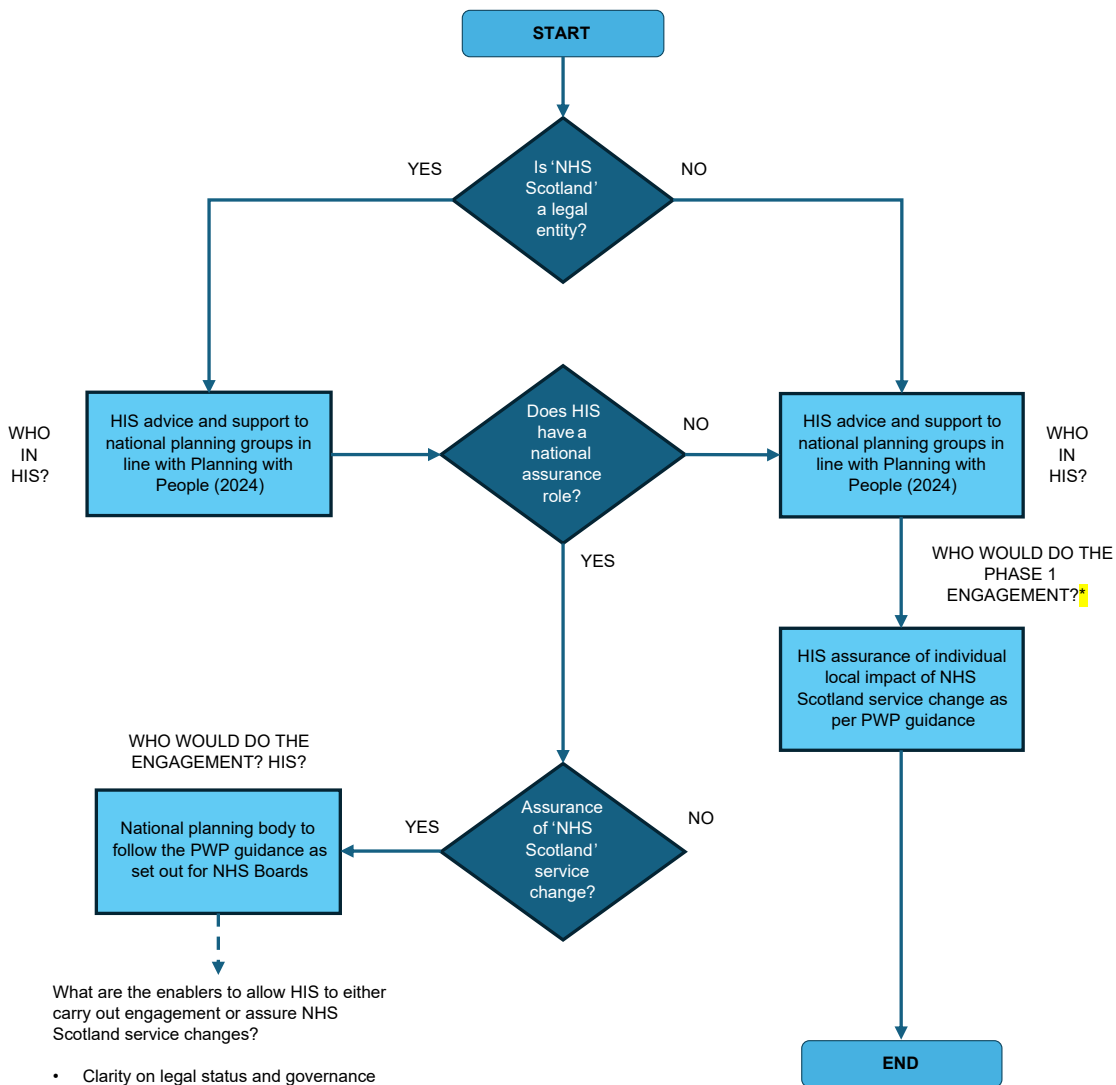 START
YES
NO
Is ‘NHS
Scotland’
a legal
entity?
WHO
IN
HIS?
HIS advice and support to
national planning groups in
line with Planning with
People (2024)
Does HIS
have a
national
assurance
role?
NO
HIS advice and support to
national planning groups in
line with Planning with
People (2024)
WHO
IN
HIS?
YES
WHO WOULD DO THE
PHASE 1
ENGAGEMENT?*
HIS assurance of individual
local impact of NHS
Scotland service change as
per PWP guidance
WHO WOULD DO THE
ENGAGEMENT? HIS?
National planning body to
follow the PWP guidance as
set out for NHS Boards
YES
Assurance
of ‘NHS
Scotland’
service
change?
NO
What are the enablers to allow HIS to either
carry out engagement or assure NHS
Scotland service changes?
• Clarity on legal status and governance
END